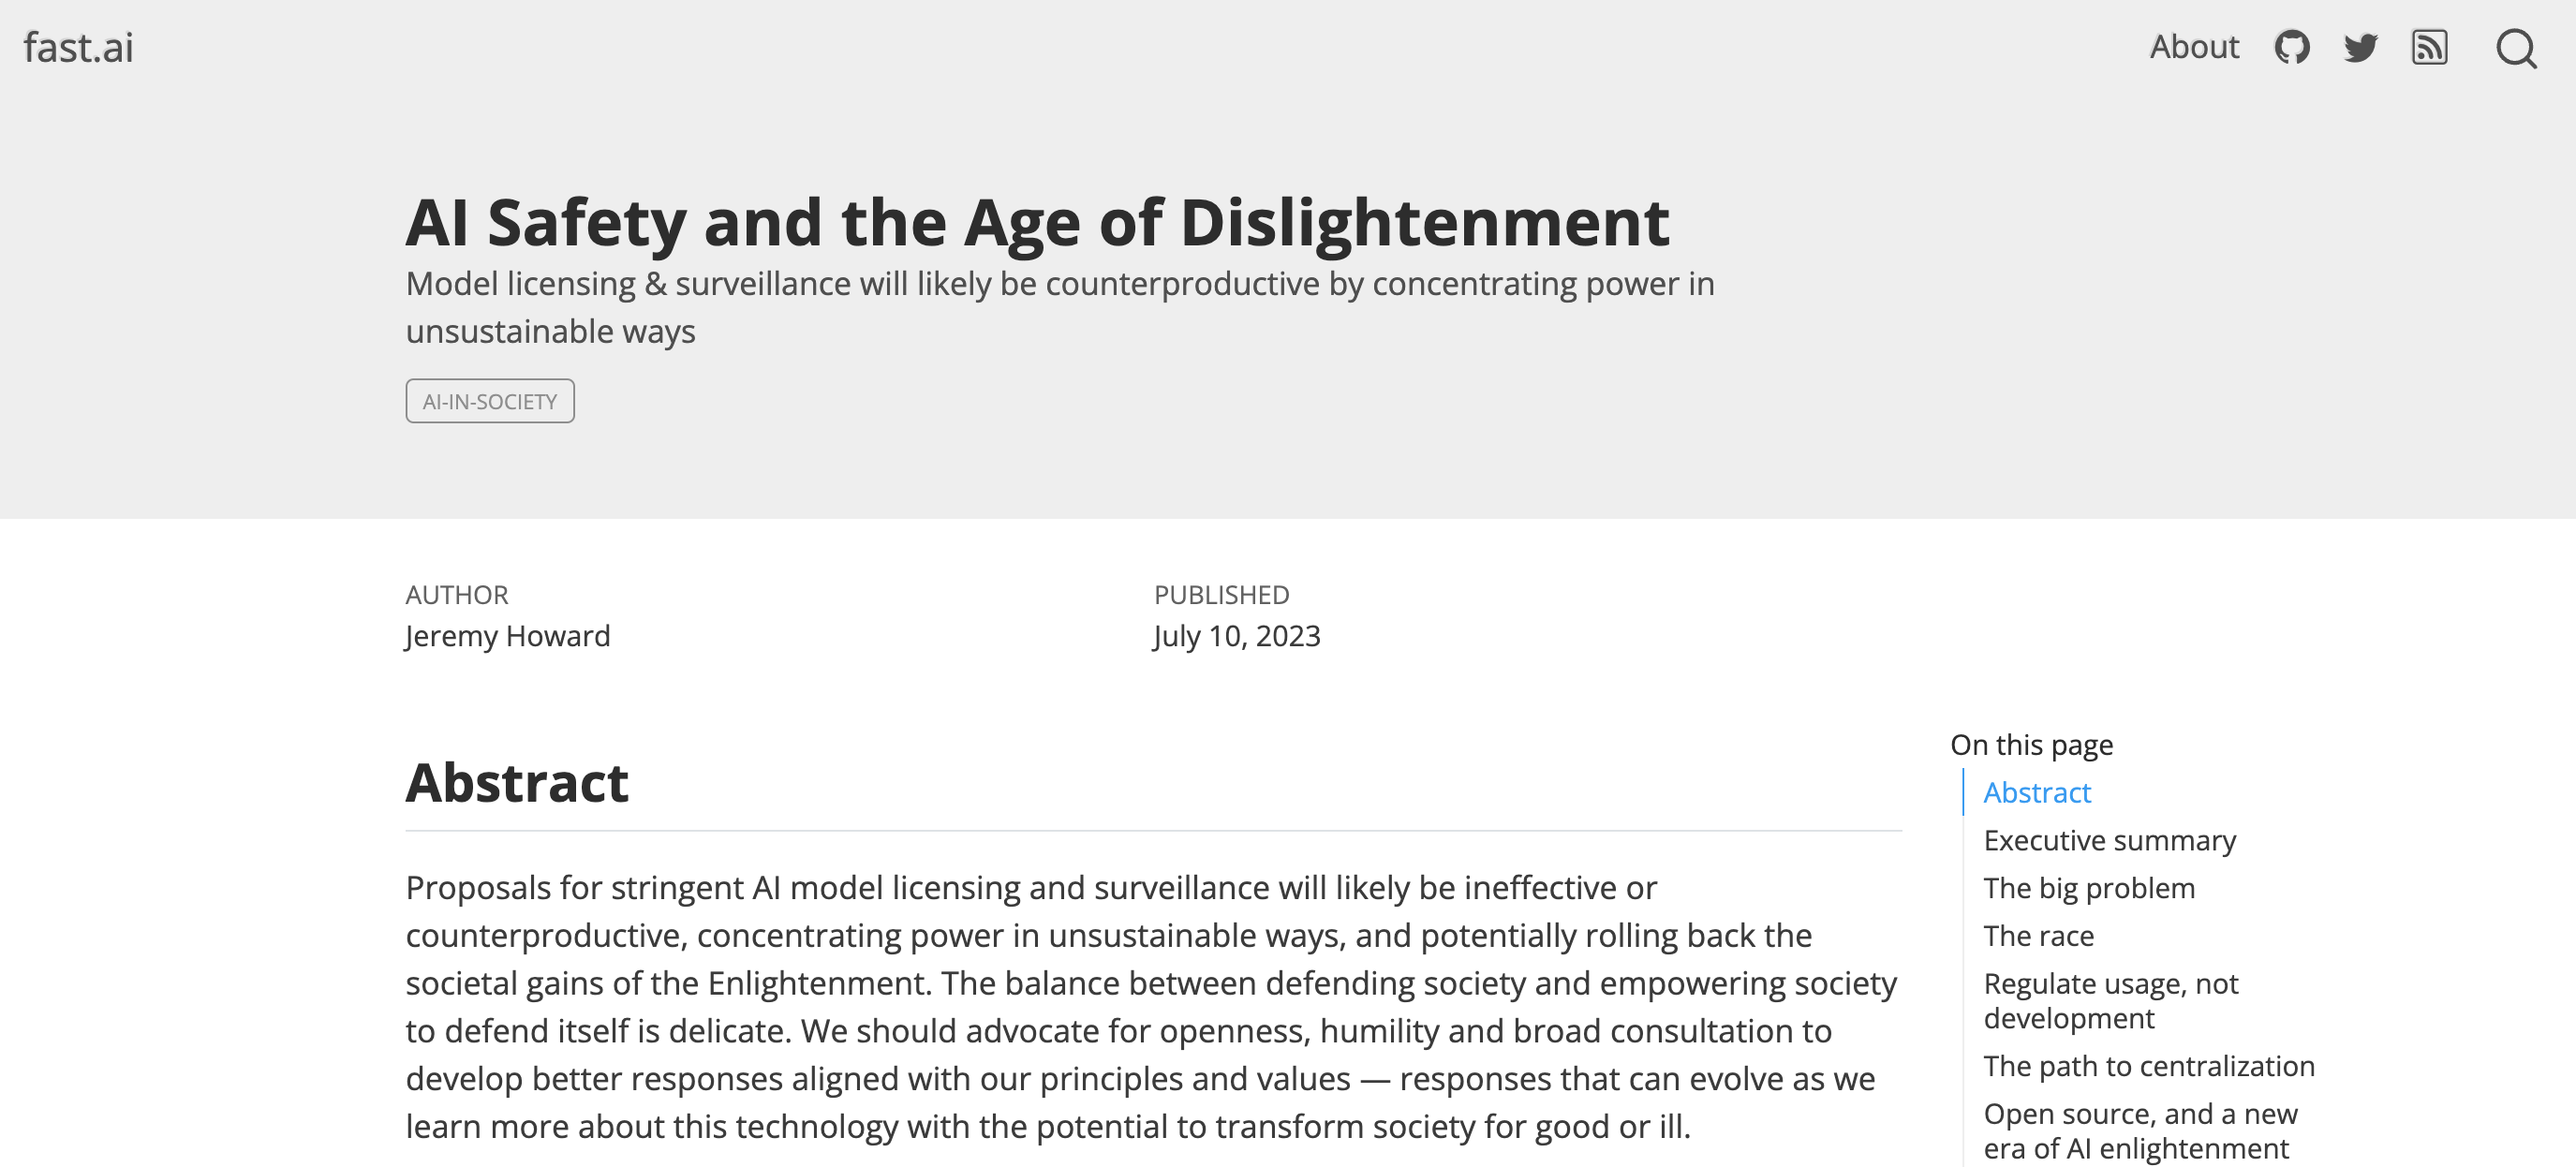 fast.ai
About
AI Safety and the Age of Dislightenment
Model licensing & surveillance will likely be counterproductive by concentrating power in
unsustainable ways
AI-IN-SOCIETY
AUTHOR
Jeremy Howard
PUBLISHED
July 10, 2023
Abstract
Proposals for stringent AI model licensing and surveillance will likely be ineffective or
counterproductive, concentrating power in unsustainable ways, and potentially rolling back the
societal gains of the Enlightenment. The balance between defending society and empowering society
to defend itself is delicate. We should advocate for openness, humility and broad consultation to
develop better responses aligned with our principles and values — responses that can evolve as we
learn more about this technology with the potential to transform society for good or ill.
On this page
Abstract
Executive summary
The big problem
The race
Regulate usage, not
development
The path to centralization
Open source, and a new
era of AI enlightenment